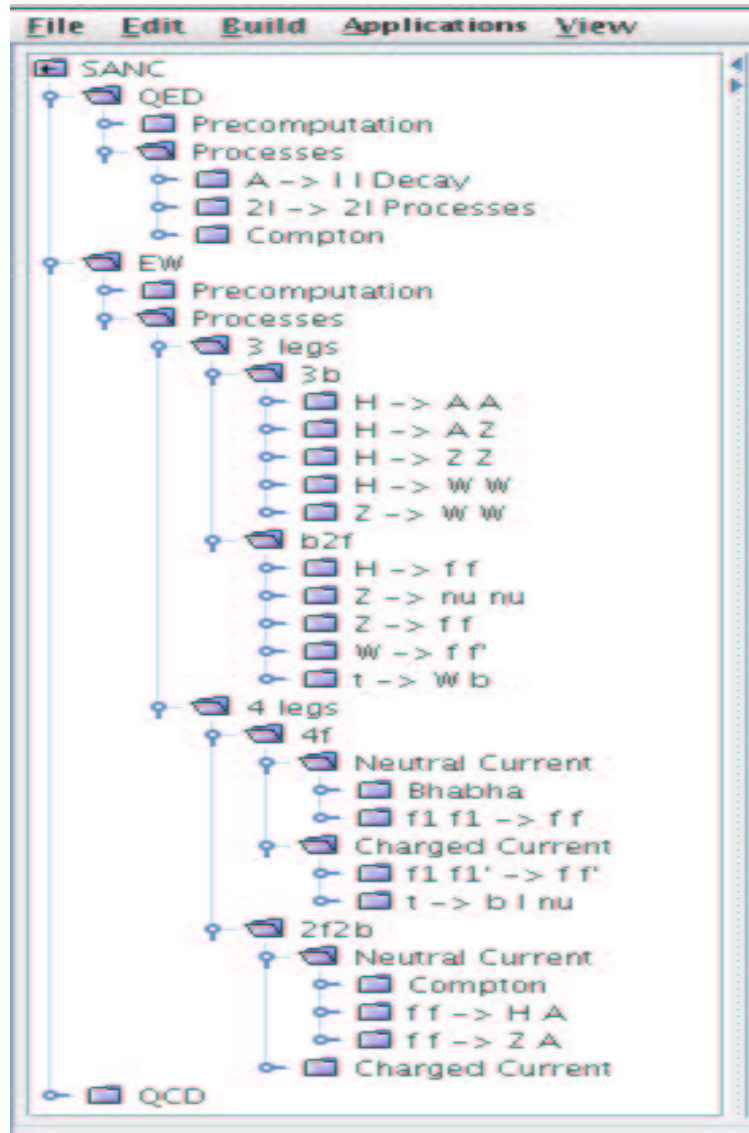 File Edit Build Applications View
SANC
QED
Precomputation
Processes
A -> l l Decay
2l -> 2l Processes
Compton
EW
Precomputation
Processes
3 legs
3b
H -> A A
H -> A Z
H -> Z Z
H -> W W
Z -> W W
b2f
H -> f f
Z -> nu nu
Z -> f f
W -> f f'
t -> W b
4 legs
4f
Neutral Current
Bhabha
f1 f1 -> f f
Charged Current
f1 f1' -> f f'
t -> b l nu
2f2b
Neutral Current
Compton
f f -> H A
f f -> Z A
Charged Current
QCD